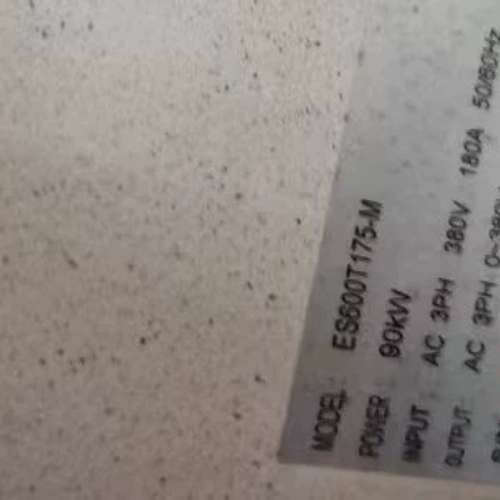 MODEL ES600T175-M
POWER 90kW
INPUT AC 3PH 380V 180A 50/60Hz
OUTPUT AC 3PH